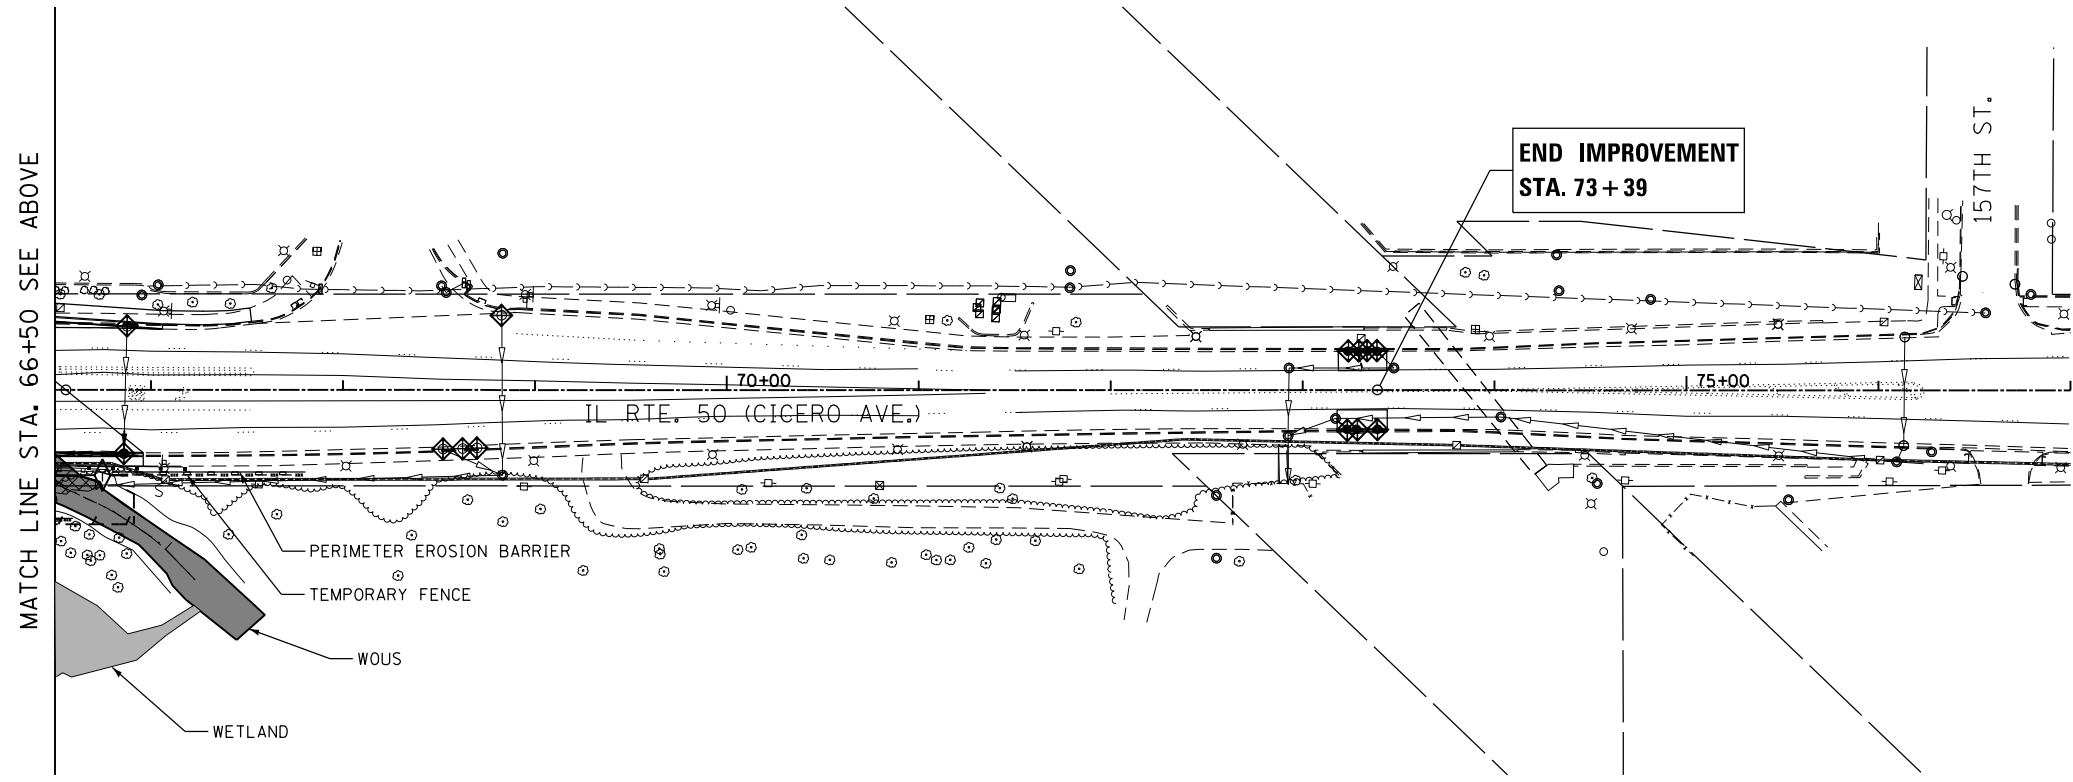 MATCH LINE STA. 66+50 SEE ABOVE
END IMPROVEMENT
STA. 73+39
157TH ST.
70+00
75+00
IL RTE. 50 (CICERO AVE.)
PERIMETER EROSION BARRIER
TEMPORARY FENCE
WOUS
WETLAND